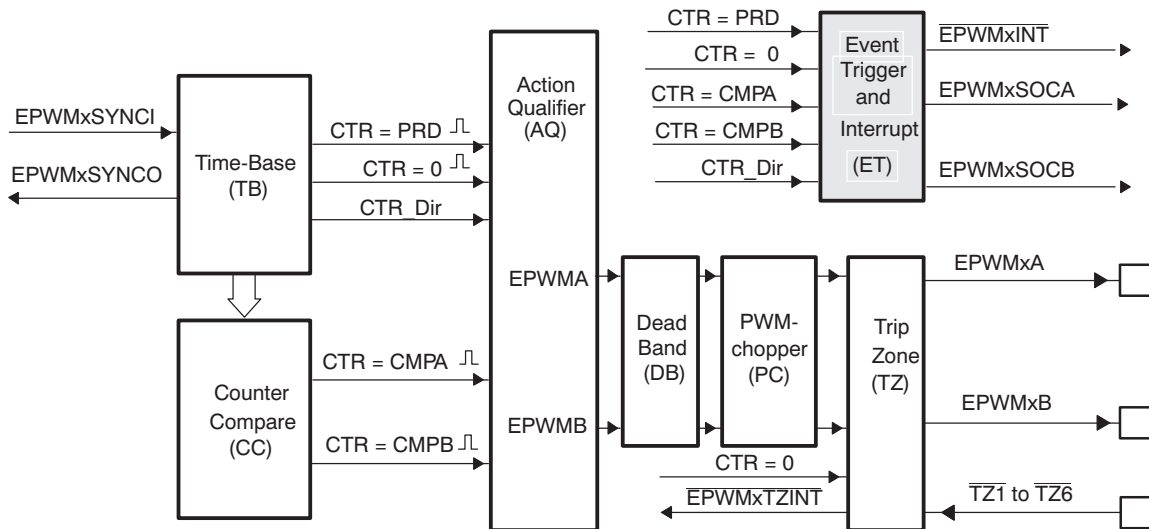 EPWMxSYNCI
EPWMxSYNCO
Time-Base
(TB)
CTR = PRD
CTR = 0
CTR_Dir
Counter
Compare
(CC)
CTR = CMPA
CTR = CMPB
Action
Qualifier
(AQ)
EPWMA
EPWMB
CTR = PRD
CTR = 0
CTR = CMPA
CTR = CMPB
CTR_Dir
Event
Trigger
and
Interrupt
(ET)
EPWMxINT
EPWMxSOCA
EPWMxSOCB
Dead
Band
(DB)
PWM-
chopper
(PC)
CTR = 0
EPWMxTZINT
Trip
Zone
(TZ)
EPWMxA
EPWMxB
TZ1 to TZ6